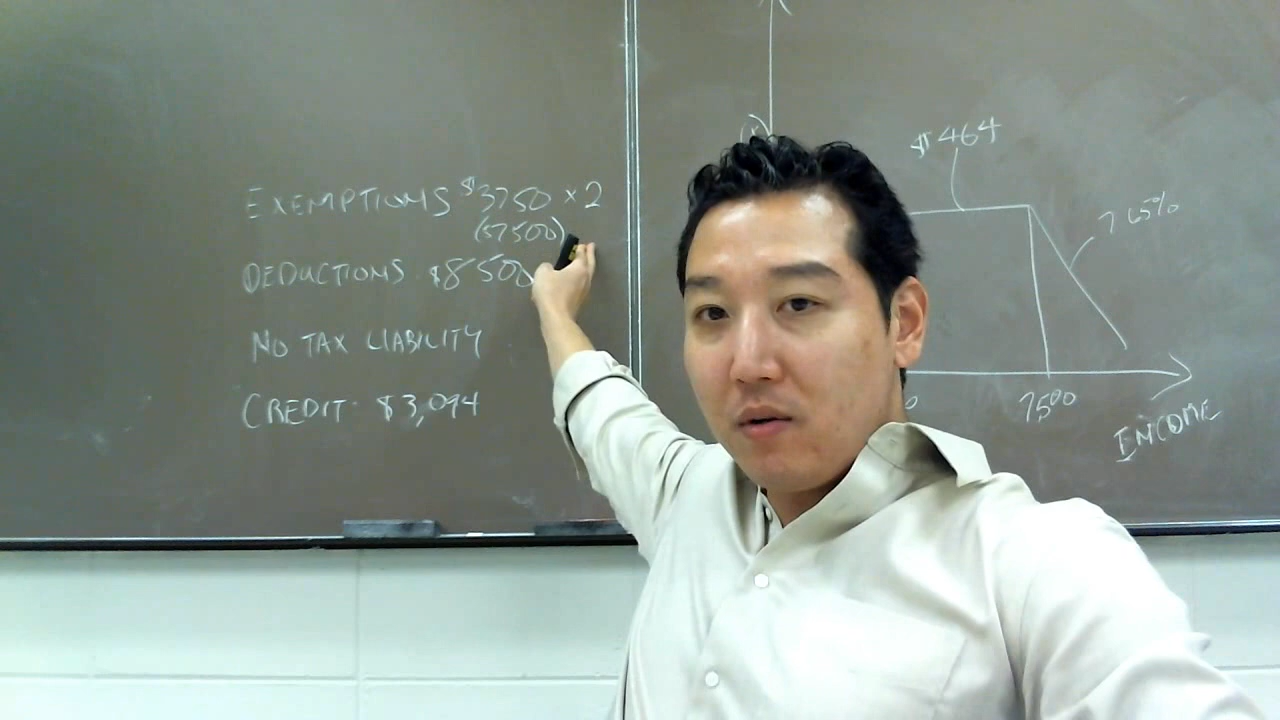 EXEMPTIONS $3750 × 2
($7500)
DEDUCTIONS $8500
NO TAX LIABILITY
CREDIT: $3,094
$464
7.65%
7500
INCOME